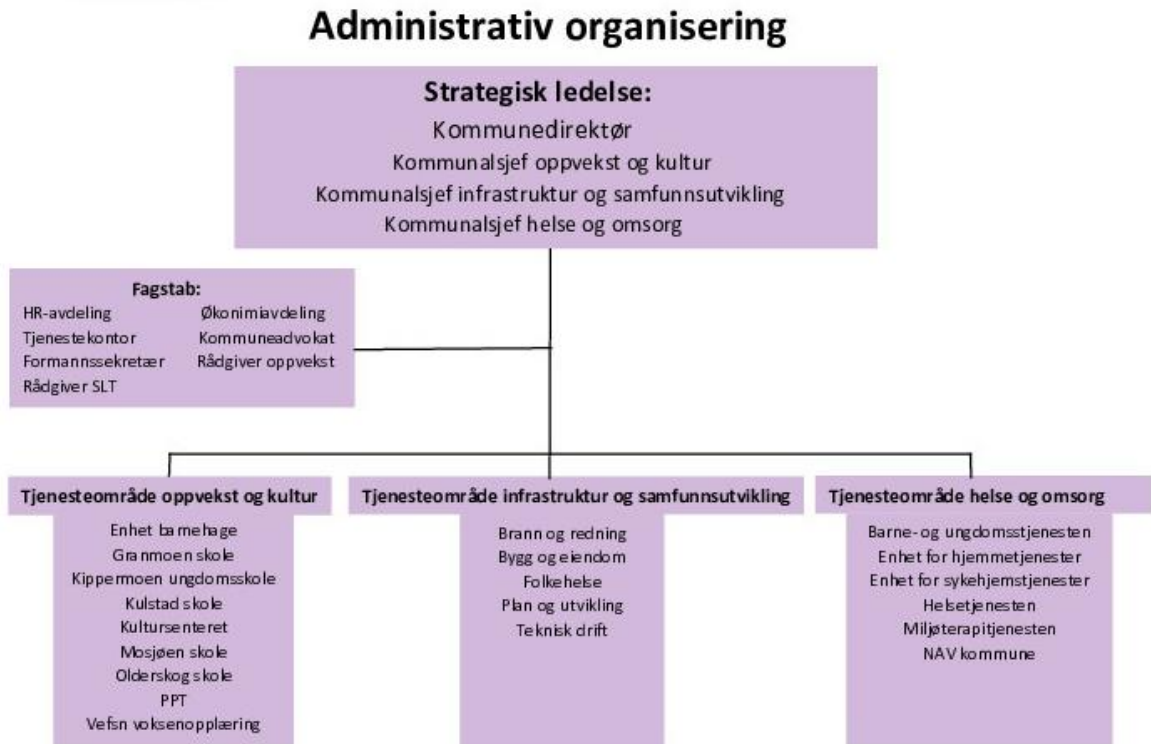 Administrativ organisering
Strategisk ledelse:
Kommunedirektør
Kommunalsjef oppvekst og kultur
Kommunalsjef infrastruktur og samfunnsutvikling
Kommunalsjef helse og omsorg
Fagstab:
HR-avdeling
Tjenestekontor
Formannssekretær
Rådgiver SLT
Økonimiavdeling
Kommuneadvokat
Rådgiver oppvekst
Tjenesteområde oppvekst og kultur
Enhet barnehage
Granmoen skole
Kippermoen ungdomsskole
Kulstad skole
Kultursenteret
Mosjøen skole
Olderskog skole
PPT
Vefsn voksenopplæring
Tjenesteområde infrastruktur og samfunnsutvikling
Brann og redning
Bygg og eiendom
Folkehelse
Plan og utvikling
Teknisk drift
Tjenesteområde helse og omsorg
Barne- og ungdomsstjenesten
Enhet for hjemmetjenester
Enhet for sykehjemstjenester
Helsetjenesten
Miljøterapitjenesten
NAV kommune